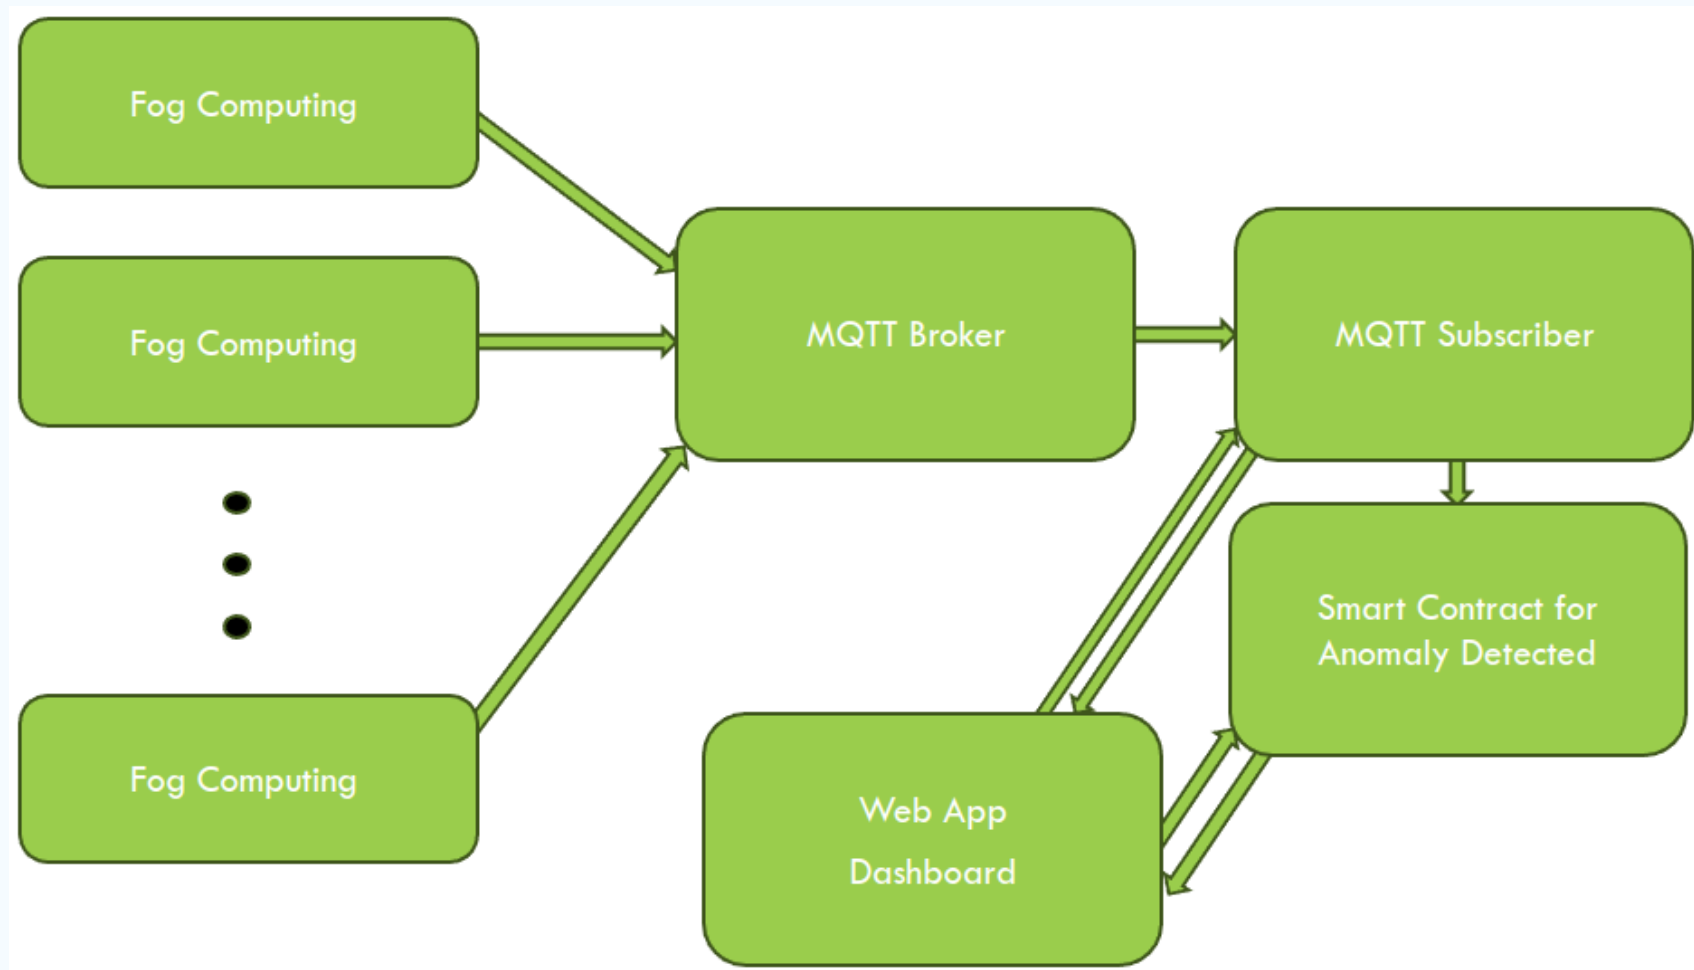 Fog Computing
Fog Computing
Fog Computing
MQTT Broker
MQTT Subscriber
Smart Contract for
Anomaly Detected
Web App
Dashboard